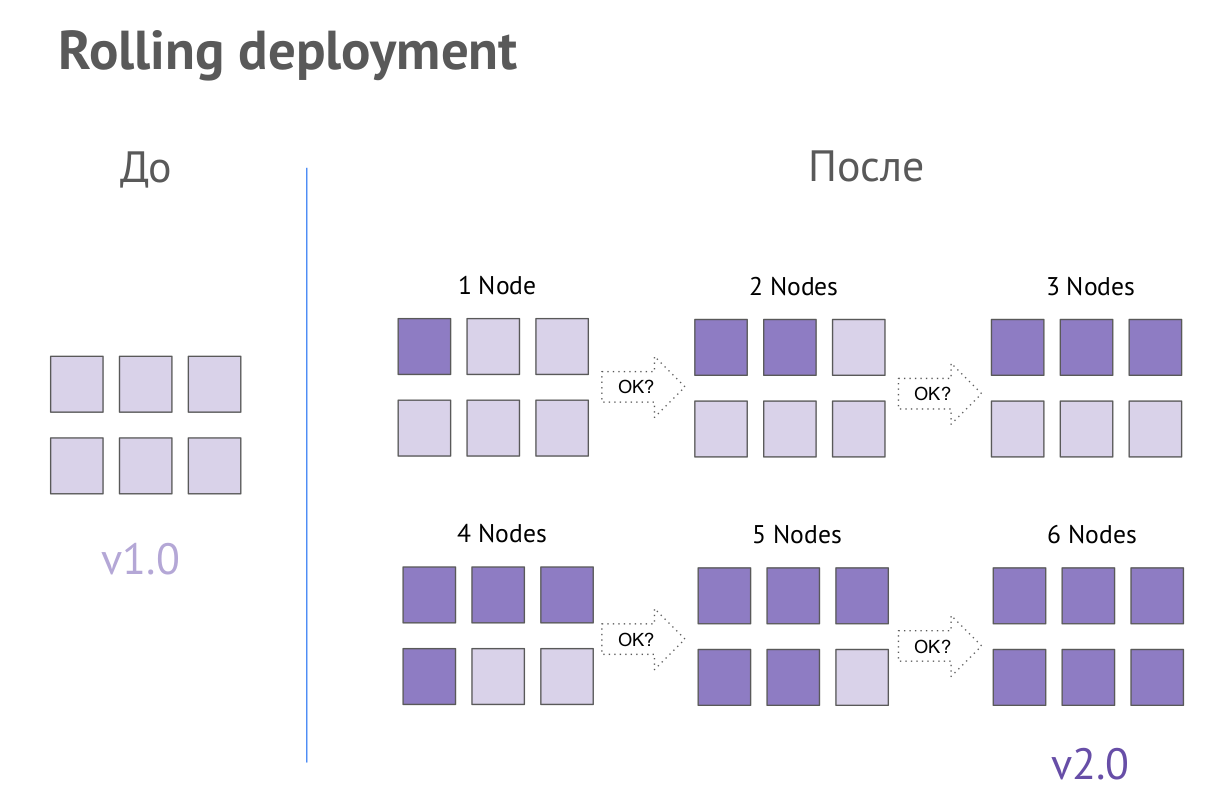 Rolling deployment
До
После
1 Node
2 Nodes
3 Nodes
OK?
OK?
v1.0
4 Nodes
5 Nodes
6 Nodes
OK?
OK?
v2.0